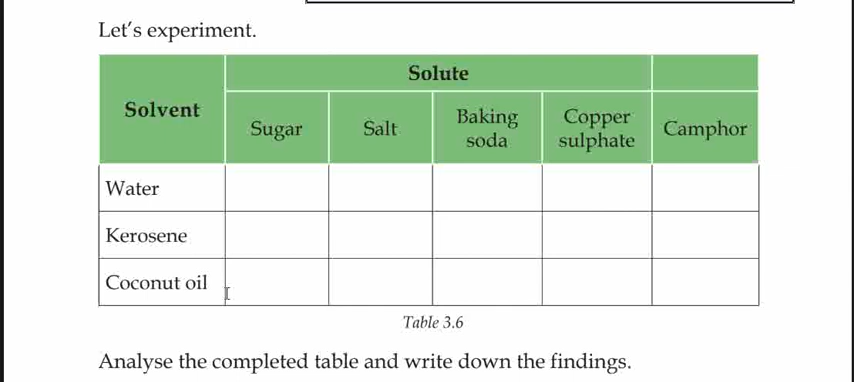 Let's experiment.
Solvent
Solute
Sugar
Salt
Baking
soda
Copper
sulphate
Camphor
Water
Kerosene
Coconut oil
Table 3.6
Analyse the completed table and write down the findings.